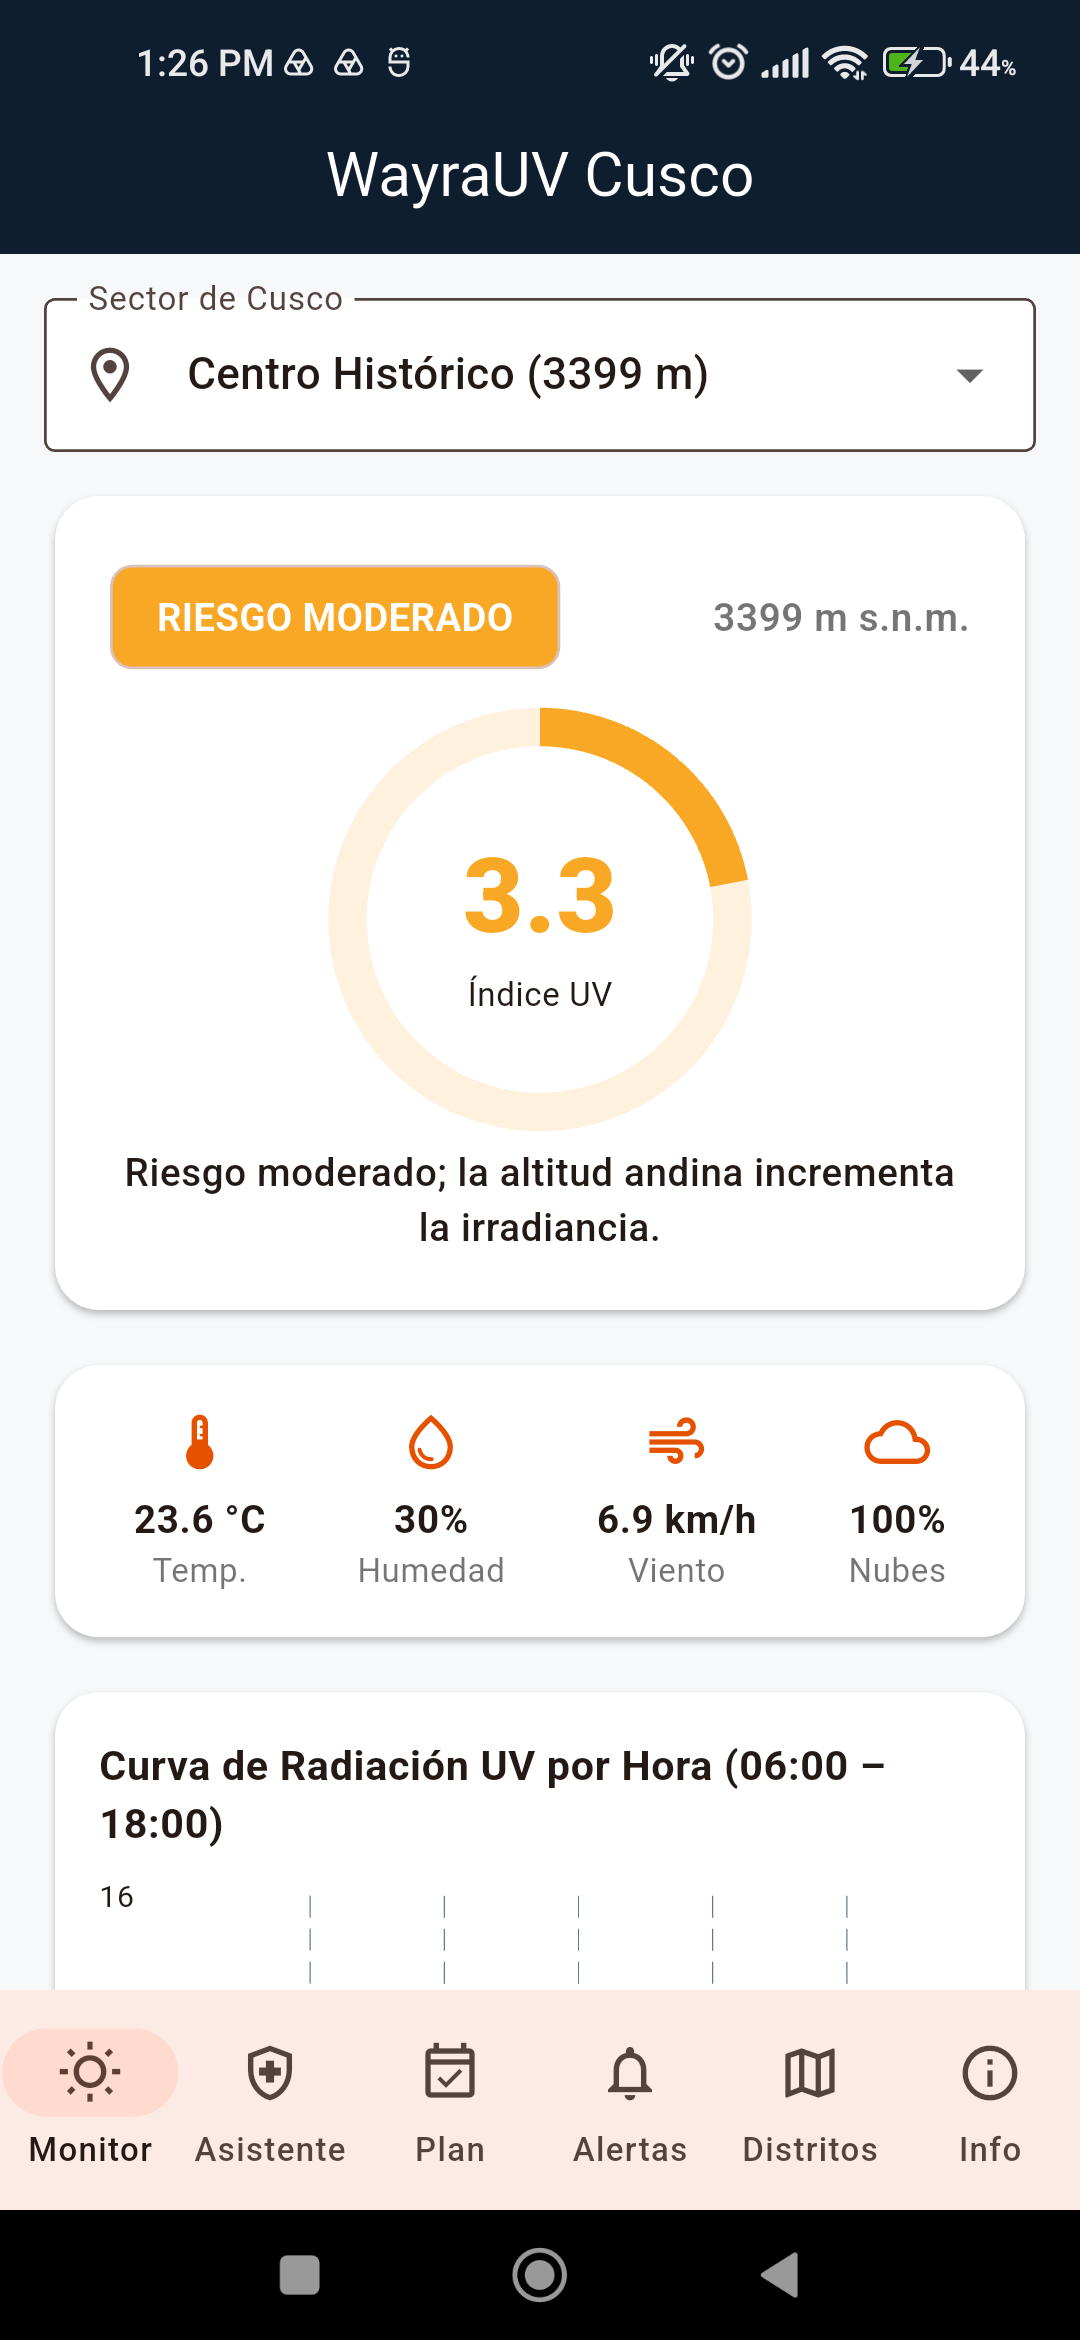 1:26 PM 44%
WayraUV Cusco
Sector de Cusco
Centro Histórico (3399 m)
RIESGO MODERADO 3399 m s.n.m.
3.3
Índice UV
Riesgo moderado; la altitud andina incrementa
la irradiancia.
23.6 °C 30% 6.9 km/h 100%
Temp. Humedad Viento Nubes
Curva de Radiación UV por Hora (06:00 –
18:00)
16
Monitor Asistente Plan Alertas Distritos Info